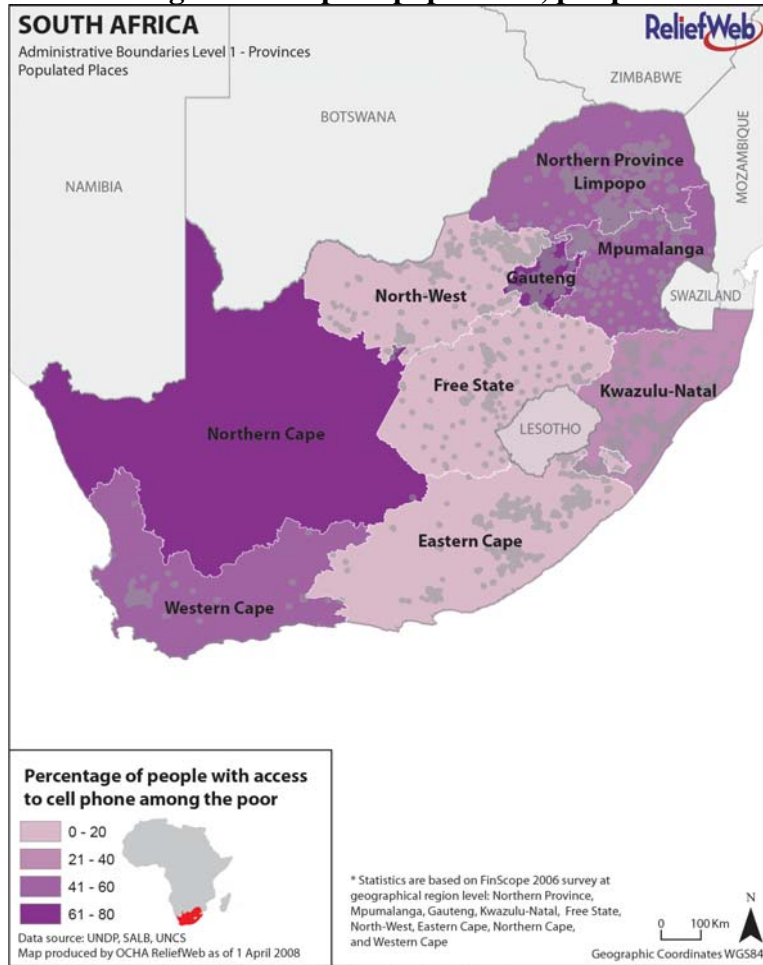 SOUTH AFRICA
ReliefWeb
Administrative Boundaries Level 1 - Provinces
Populated Places
ZIMBABWE
BOTSWANA
MOZAMBIQUE
NAMIBIA
Northern Province
Limpopo
Mpumalanga
Gauteng
North-West
SWAZILAND
Free State
Kwazulu-Natal
LESOTHO
Northern Cape
Eastern Cape
Western Cape
Percentage of people with access
to cell phone among the poor
0 - 20
21 - 40
41 - 60
61 - 80
Data source: UNDP, SALB, UNCS
Map produced by OCHA ReliefWeb as of 1 April 2008
* Statistics are based on FinScope 2006 survey at
geographical region level: Northern Province,
Mpumalanga, Gauteng, Kwazulu-Natal, Free State,
North-West, Eastern Cape, Northern Cape,
and Western Cape
N
0 100 Km
Geographic Coordinates WGS84